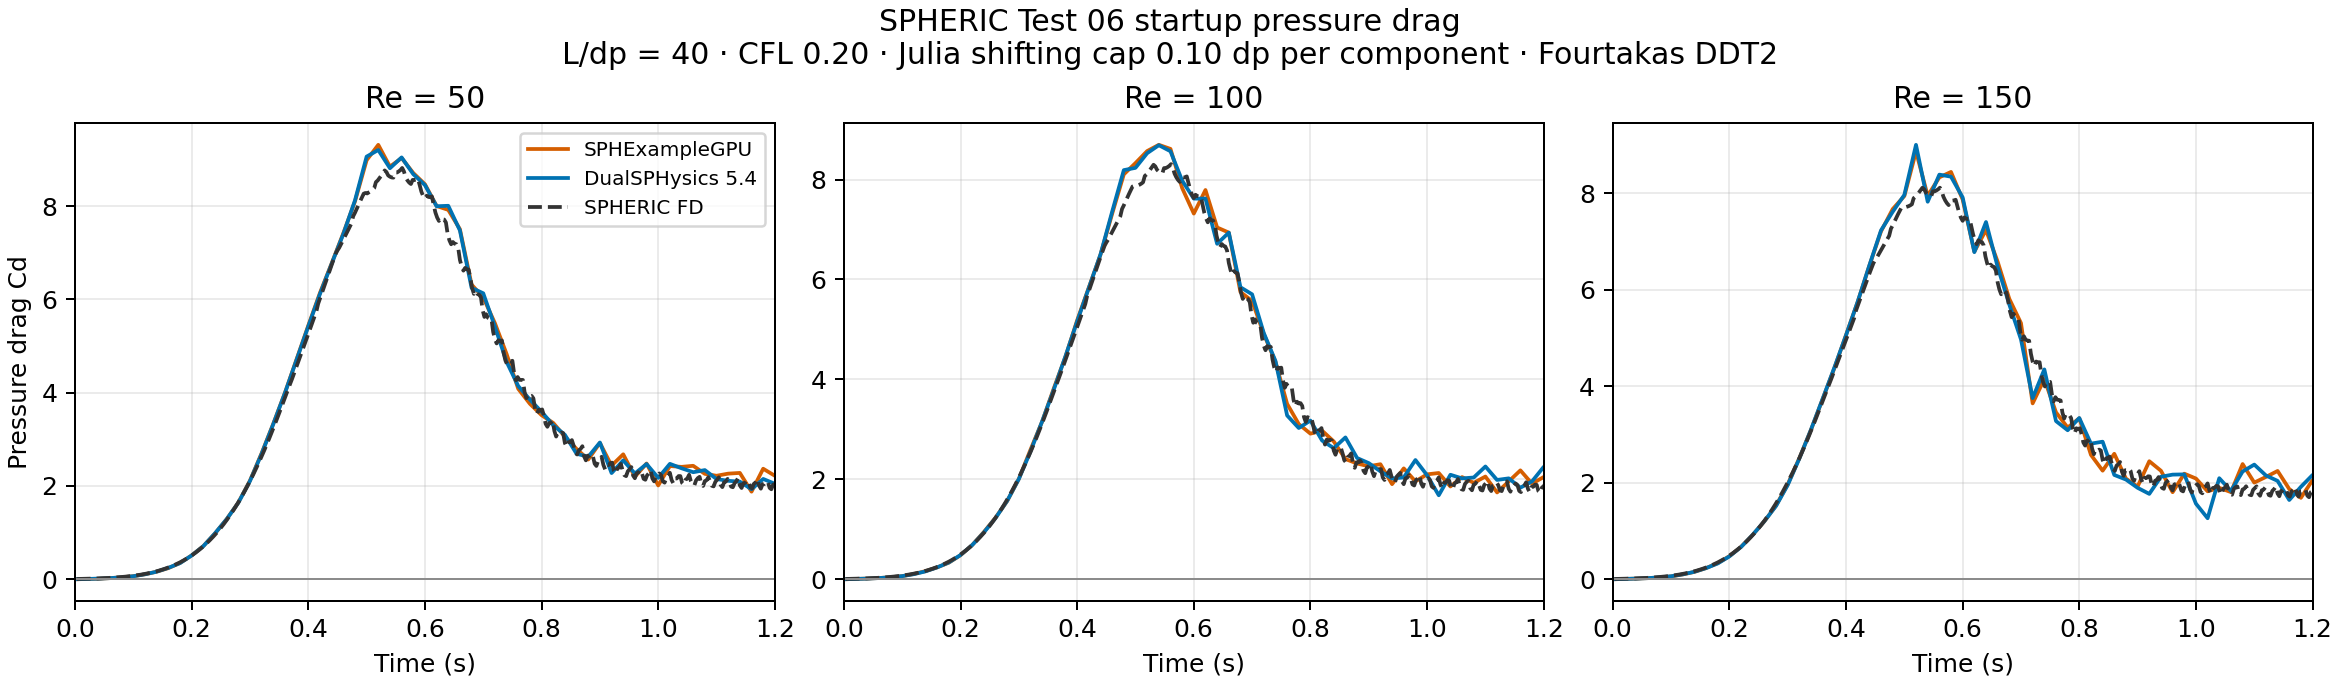 SPHERIC Test 06 startup pressure drag
L/dp = 40 · CFL 0.20 · Julia shifting cap 0.10 dp per component · Fourtakas DDT2
Re = 50
Pressure drag Cd
8
6
4
2
0
SPHExampleGPU
DualSPHysics 5.4
SPHERIC FD
0.0 0.2 0.4 0.6 0.8 1.0 1.2
Time (s)
Re = 100
8
6
4
2
0
0.0 0.2 0.4 0.6 0.8 1.0 1.2
Time (s)
Re = 150
8
6
4
2
0
0.0 0.2 0.4 0.6 0.8 1.0 1.2
Time (s)